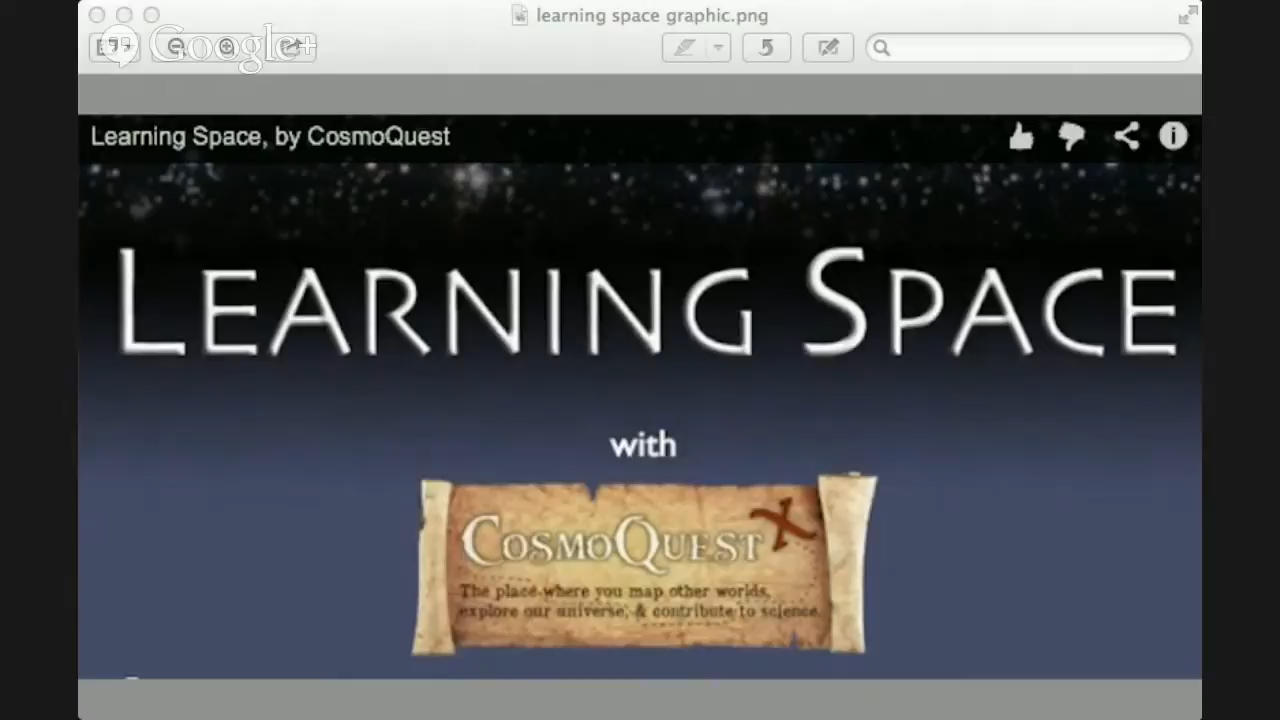 learning space graphic.png
Google+
Learning Space, by CosmoQuest
LEARNING SPACE
with
COSMOQUEST X
The place where you map other worlds,
explore our universe, & contribute to science.